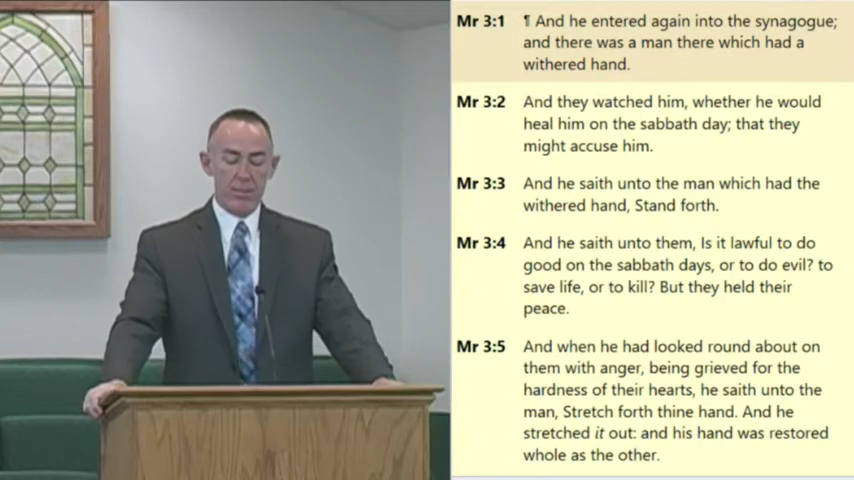 Mr 3:1 ¶ And he entered again into the synagogue;
and there was a man there which had a
withered hand.
Mr 3:2 And they watched him, whether he would
heal him on the sabbath day; that they
might accuse him.
Mr 3:3 And he saith unto the man which had the
withered hand, Stand forth.
Mr 3:4 And he saith unto them, Is it lawful to do
good on the sabbath days, or to do evil? to
save life, or to kill? But they held their
peace.
Mr 3:5 And when he had looked round about on
them with anger, being grieved for the
hardness of their hearts, he saith unto the
man, Stretch forth thine hand. And he
stretched it out: and his hand was restored
whole as the other.